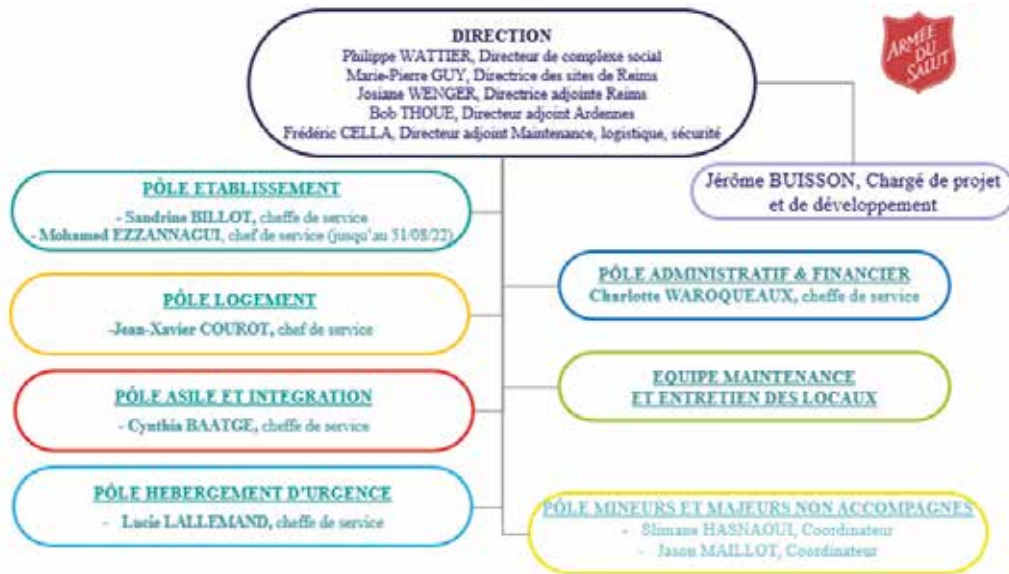 DIRECTION
Philippe WATTIER, Directeur de complexe social
Marie-Pierre GUY, Directrice des sites de Reims
Josiane WENGER, Directrice adjointe Reims
Bob THOUE, Directeur adjoint Ardennes
Frédéric CELLA, Directeur adjoint Maintenance, logistique, sécurité
ARMÉE
DU
SALUT
Jérôme BUISSON, Chargé de projet
et de développement
PÔLE ETABLISSEMENT
- Sandrine BILLOT, cheffe de service
- Mohamed EZZANNAGUI, chef de service (jusqu'au 31/08/22)
PÔLE LOGEMENT
-Jean-Xavier COUROT, chef de service
PÔLE ASILE ET INTEGRATION
- Cynthia BAATGE, cheffe de service
PÔLE HEBERGEMENT D'URGENCE
- Lucie LALLEMAND, cheffe de service
PÔLE ADMINISTRATIF & FINANCIER
Charlotte WAROQUEAUX, cheffe de service
EQUIPE MAINTENANCE
ET ENTRETIEN DES LOCAUX
PÔLE MINEURS ET MAJEURS NON ACCOMPAGNES
- Slimane HASNAOUI, Coordinateur
- Jason MAILLOT, Coordinateur